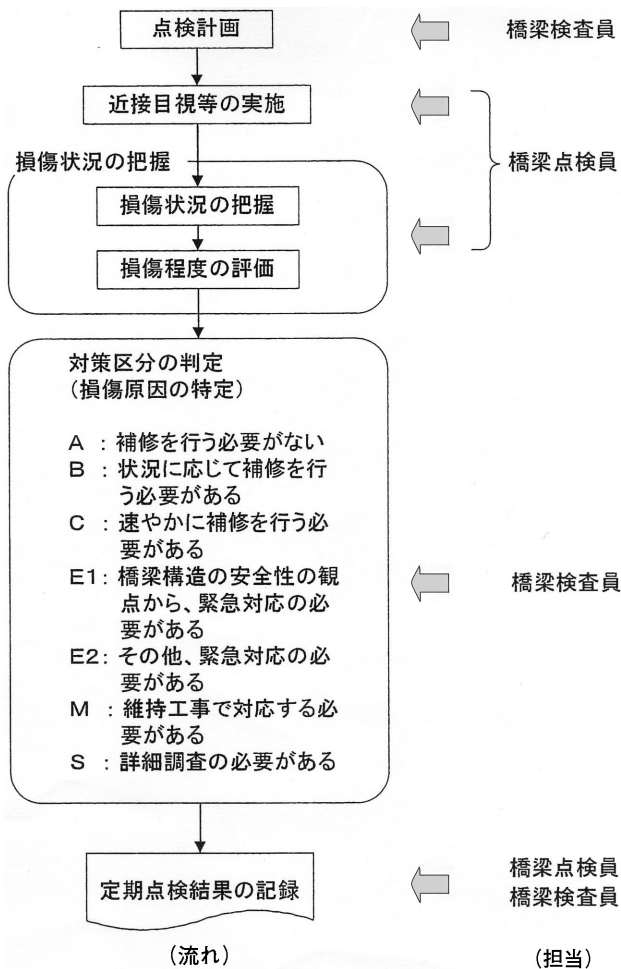 点検計画
橋梁検査員
近接目視等の実施
損傷状況の把握
橋梁点検員
損傷状況の把握
損傷程度の評価
対策区分の判定
(損傷原因の特定)
A : 補修を行う必要がない
B : 状況に応じて補修を行
う必要がある
C : 速やかに補修を行う必
要がある
E1: 橋梁構造の安全性の観
点から、緊急対応の必
要がある
E2: その他、緊急対応の必
要がある
M : 維持工事で対応する必
要がある
S : 詳細調査の必要がある
橋梁検査員
定期点検結果の記録
橋梁点検員
橋梁検査員
(流れ)
(担当)